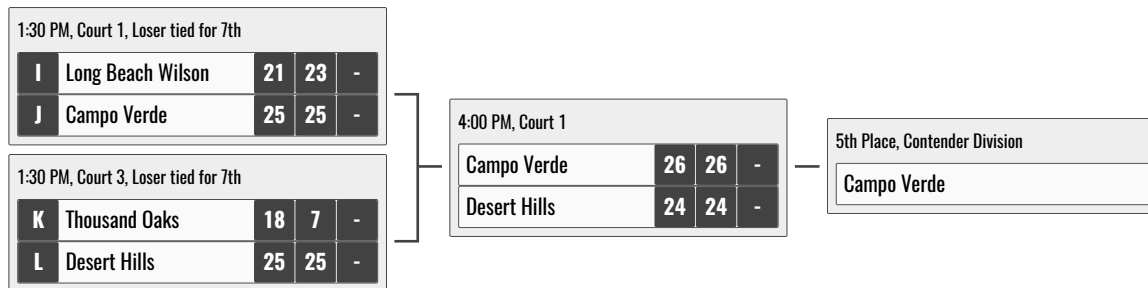 1:30 PM, Court 1, Loser tied for 7th
I Long Beach Wilson 21 23 -
J Campo Verde 25 25 -
1:30 PM, Court 3, Loser tied for 7th
K Thousand Oaks 18 7 -
L Desert Hills 25 25 -
4:00 PM, Court 1
Campo Verde 26 26 -
Desert Hills 24 24 -
5th Place, Contender Division
Campo Verde